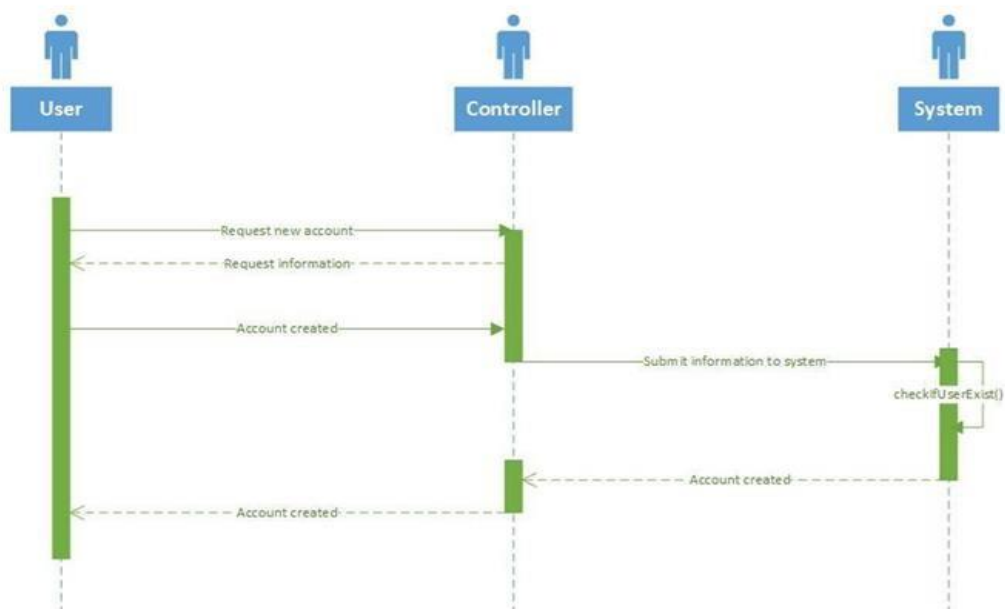 User
Controller
System
Request new account
Request information
Account created
Submit information to system
checkIfUserExist()
Account created
Account created